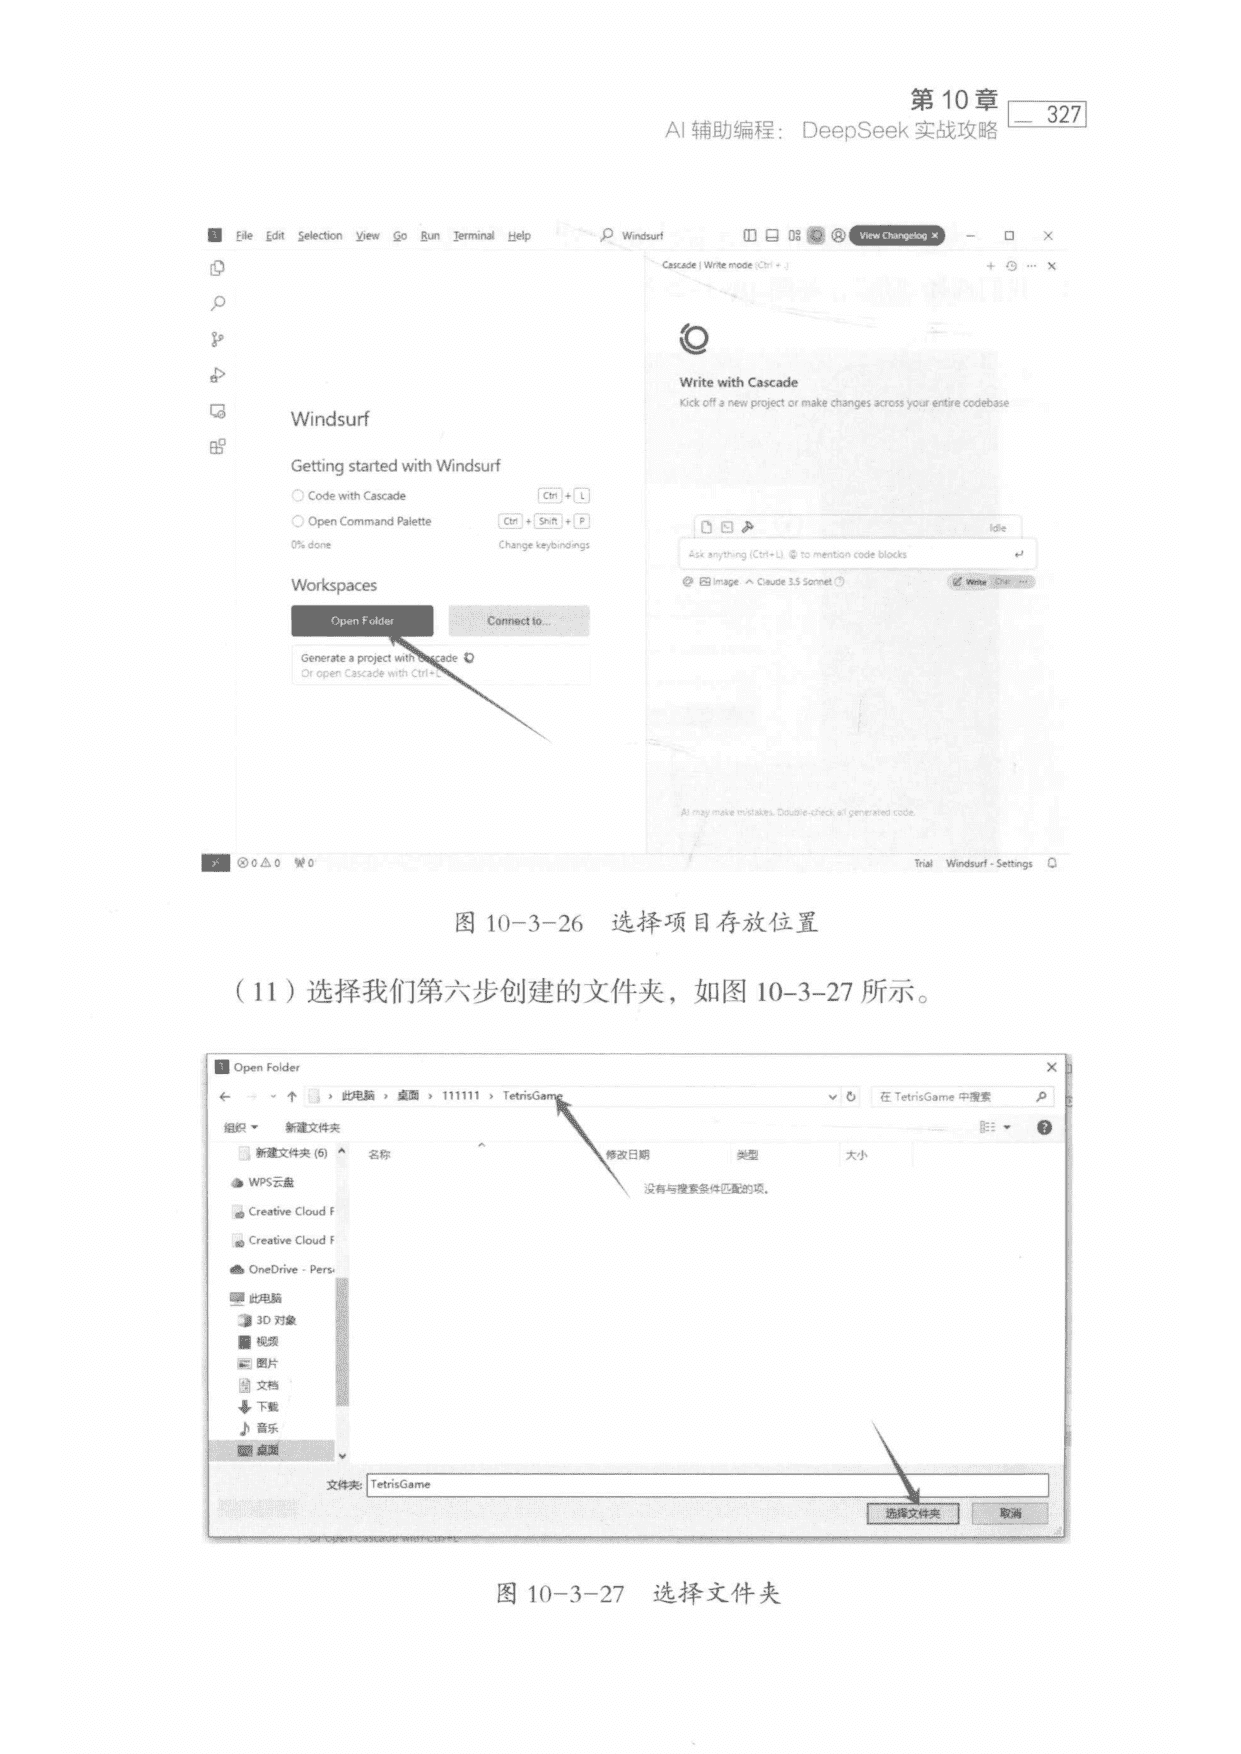 第 10 章
AI 辅助编程： DeepSeek 实战攻略
327
File Edit Selection View Go Run Terminal Help
Windsurf
View Changelog ×
Cascade | Write mode (Ctrl + .)
Write with Cascade
Kick off a new project or make changes across your entire codebase
Windsurf
Getting started with Windsurf
Code with Cascade Ctrl + L
Open Command Palette Ctrl + Shift + P
0% done Change keybindings
Workspaces
Open Folder Connect to...
Generate a project with Cascade
Or open Cascade with Ctrl+L
Idle
Ask anything (Ctrl+L) @ to mention code blocks
Image Claude 3.5 Sonnet
Write Chat ...
AI may make mistakes. Double-check all generated code.
0 0 0
Trial Windsurf - Settings
图 10-3-26 选择项目存放位置
（11）选择我们第六步创建的文件夹，如图 10-3-27 所示。
Open Folder
此电脑 › 桌面 › 111111 › TetrisGame
在 TetrisGame 中搜索
组织 新建文件夹
新建文件夹 (6)
名称 修改日期 类型 大小
没有与搜索条件匹配的项。
WPS云盘
Creative Cloud F
Creative Cloud F
OneDrive - Perso
此电脑
3D 对象
视频
图片
文档
下载
音乐
桌面
文件夹: TetrisGame
选择文件夹 取消
Or open Cascade with Ctrl+L
图 10-3-27 选择文件夹